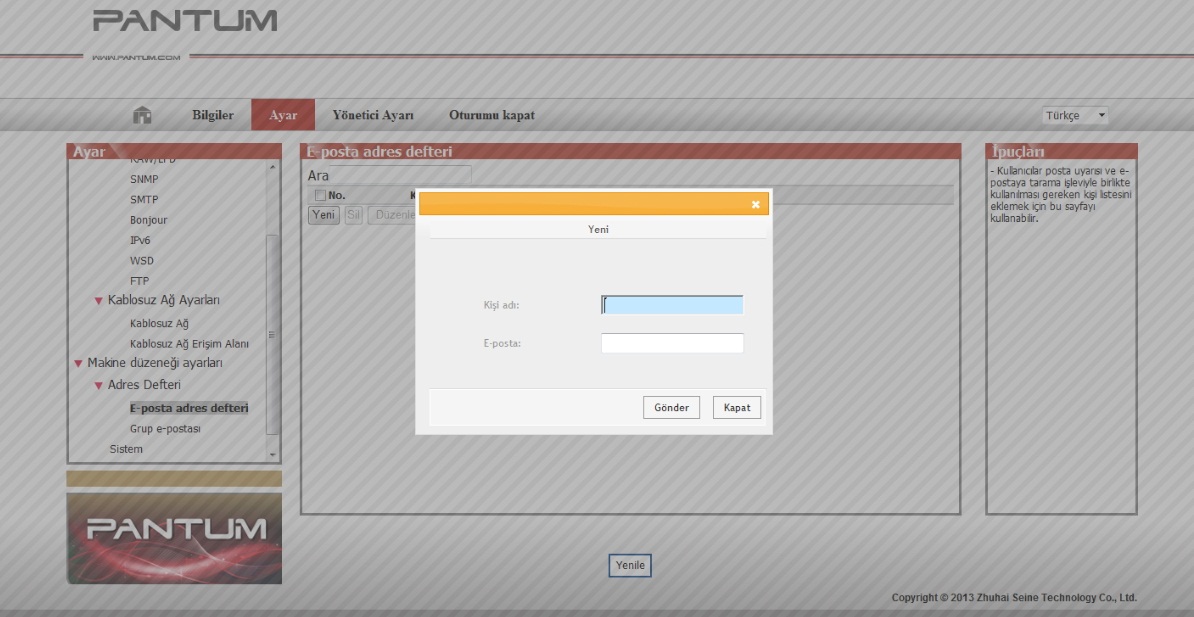 PANTUM
WWW.PANTUM.COM
Bilgiler Ayar Yönetici Ayarı Oturumu kapat Türkçe
Ayar
RAW/LPD
SNMP
SMTP
Bonjour
IPv6
WSD
FTP
Kablosuz Ağ Ayarları
Kablosuz Ağ
Kablosuz Ağ Erişim Alanı
Makine düzeneği ayarları
Adres Defteri
E-posta adres defteri
Grup e-postası
Sistem
PANTUM
E-posta adres defteri
Ara
No. K
Yeni Sil Düzenle
Yeni
Kişi adı:
E-posta:
Gönder Kapat
Yenile
İpuçları
- Kullanıcılar posta uyarısı ve e-
postaya tarama işleviyle birlikte
kullanılması gereken kişi listesini
eklemek için bu sayfayı
kullanabilir.
Copyright © 2013 Zhuhai Seine Technology Co., Ltd.